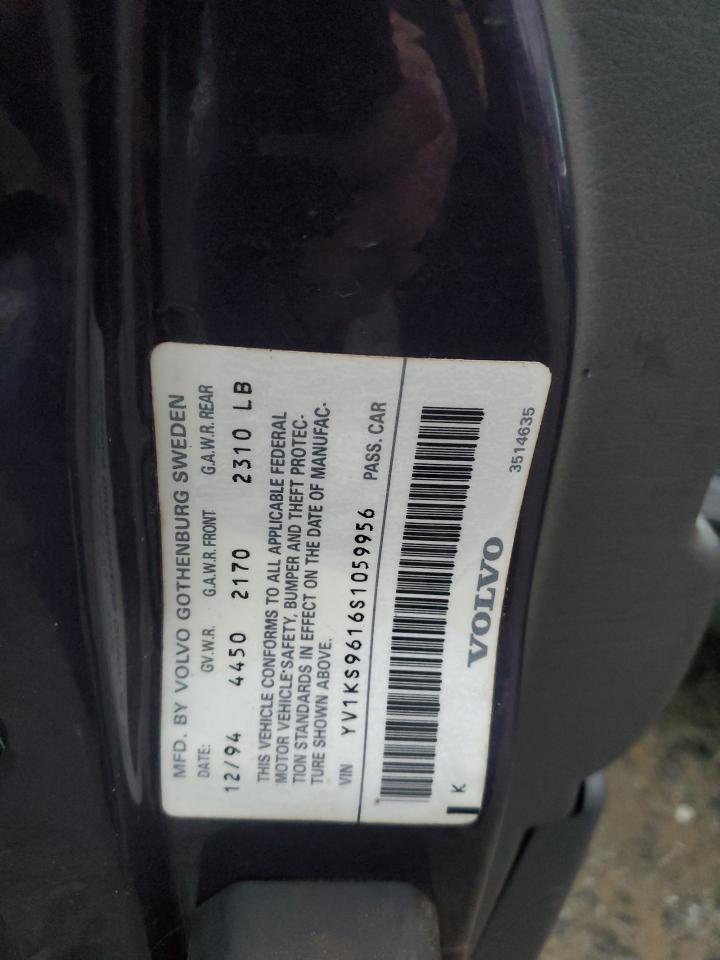 MFD. BY VOLVO GOTHENBURG SWEDEN
DATE: GV.W.R. G.A.W.R. FRONT G.A.W.R. REAR
12/94 4450 2170 2310 LB
THIS VEHICLE CONFORMS TO ALL APPLICABLE FEDERAL
MOTOR VEHICLE SAFETY, BUMPER AND THEFT PROTEC-
TION STANDARDS IN EFFECT ON THE DATE OF MANUFAC-
TURE SHOWN ABOVE.
VIN YV1KS9616S1059956 PASS. CAR
K VOLVO 3514635